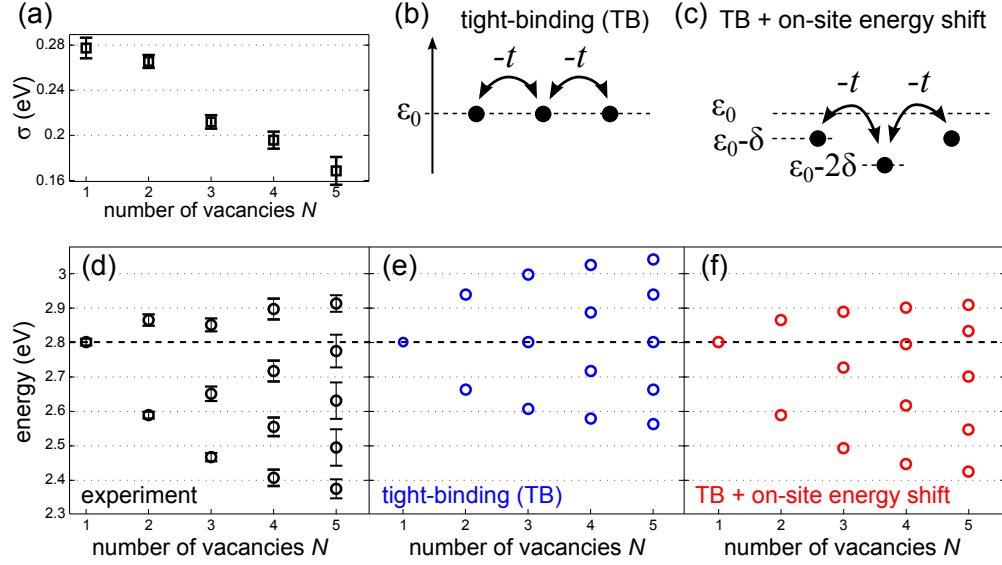 (a)
σ (eV)
0.28
0.24
0.2
0.16
1 2 3 4 5
number of vacancies N
(b)
tight-binding (TB)
-t -t
ε0
(c)
TB + on-site energy shift
-t -t
ε0
ε0-δ
ε0-2δ
(d)
energy (eV)
3
2.9
2.8
2.7
2.6
2.5
2.4
2.3
experiment
1 2 3 4 5
number of vacancies N
(e)
tight-binding (TB)
1 2 3 4 5
number of vacancies N
(f)
TB + on-site energy shift
1 2 3 4 5
number of vacancies N